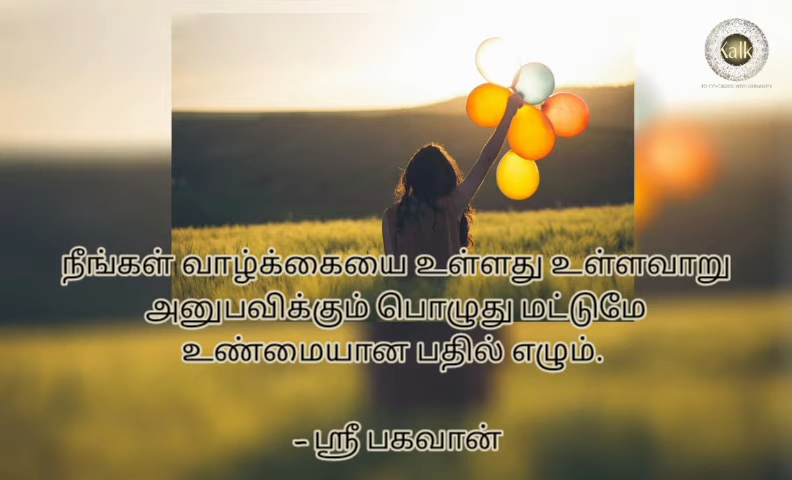 Kalki
நீங்கள் வாழ்க்கையை உள்ளது உள்ளவாறு
அனுபவிக்கும் பொழுது மட்டுமே
உண்மையான பதில் எழும்.
- ஸ்ரீ பகவான்